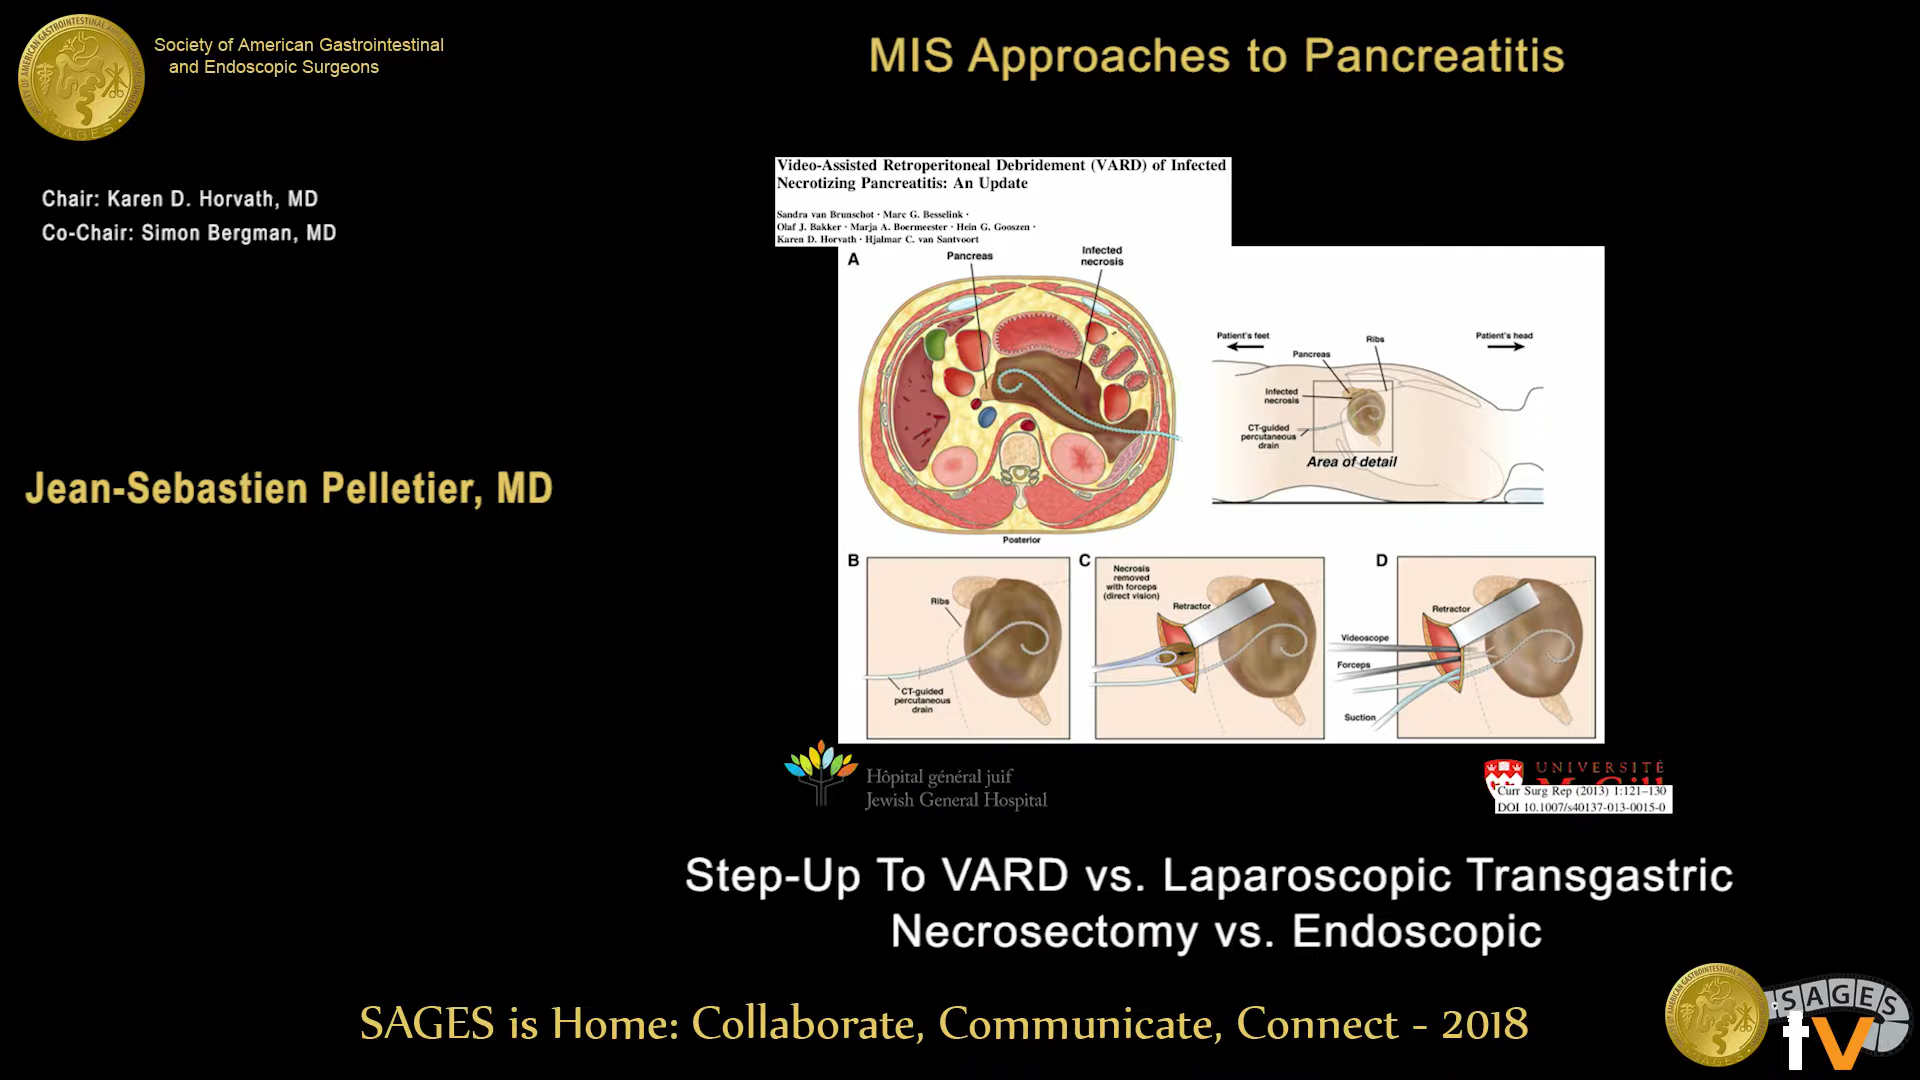 Society of American Gastrointestinal
and Endoscopic Surgeons
MIS Approaches to Pancreatitis
Chair: Karen D. Horvath, MD
Co-Chair: Simon Bergman, MD
Jean-Sebastien Pelletier, MD
Video-Assisted Retroperitoneal Debridement (VARD) of Infected
Necrotizing Pancreatitis: An Update
Sandra van Brunschot · Marc G. Besselink ·
Olaf J. Bakker · Marja A. Boermeester · Hein G. Gooszen ·
Karen D. Horvath · Hjalmar C. van Santvoort
A
Pancreas
Infected
necrosis
Posterior
Patient's feet
Ribs
Patient's head
Pancreas
Infected
necrosis
CT-guided
percutaneous
drain
Area of detail
B
Ribs
CT-guided
percutaneous
drain
C
Necrosis
removed
with forceps
(direct vision)
Retractor
D
Retractor
Videoscope
Forceps
Suction
Hôpital général juif
Jewish General Hospital
UNIVERSITÉ
Curr Surg Rep (2013) 1:121–130
DOI 10.1007/s40137-013-0015-0
Step-Up To VARD vs. Laparoscopic Transgastric
Necrosectomy vs. Endoscopic
SAGES is Home: Collaborate, Communicate, Connect - 2018
SAGES
tv